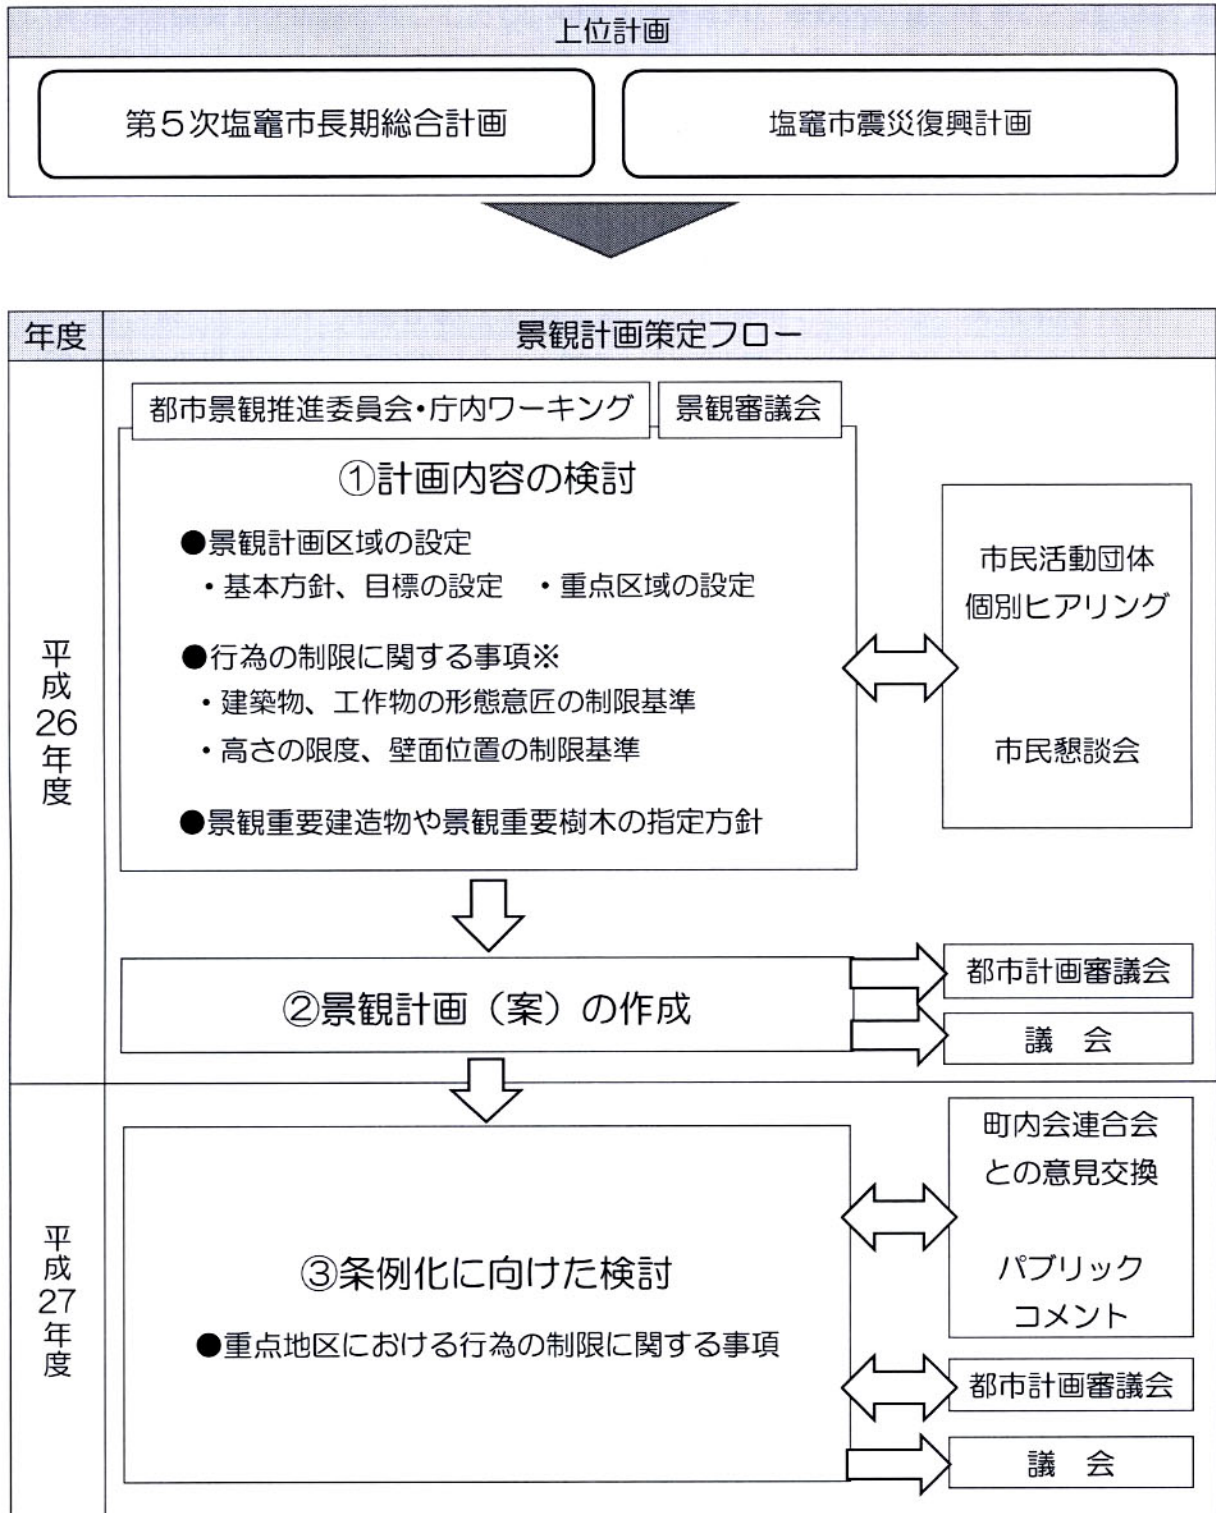 上位計画
第5次塩竈市長期総合計画
塩竈市震災復興計画
年度
景観計画策定フロー
平成26年度
都市景観推進委員会・庁内ワーキング
景観審議会
①計画内容の検討
●景観計画区域の設定
・基本方針、目標の設定 ・重点区域の設定
●行為の制限に関する事項※
・建築物、工作物の形態意匠の制限基準
・高さの限度、壁面位置の制限基準
●景観重要建造物や景観重要樹木の指定方針
市民活動団体
個別ヒアリング
市民懇談会
②景観計画（案）の作成
都市計画審議会
議 会
平成27年度
③条例化に向けた検討
●重点地区における行為の制限に関する事項
町内会連合会
との意見交換
パブリック
コメント
都市計画審議会
議 会